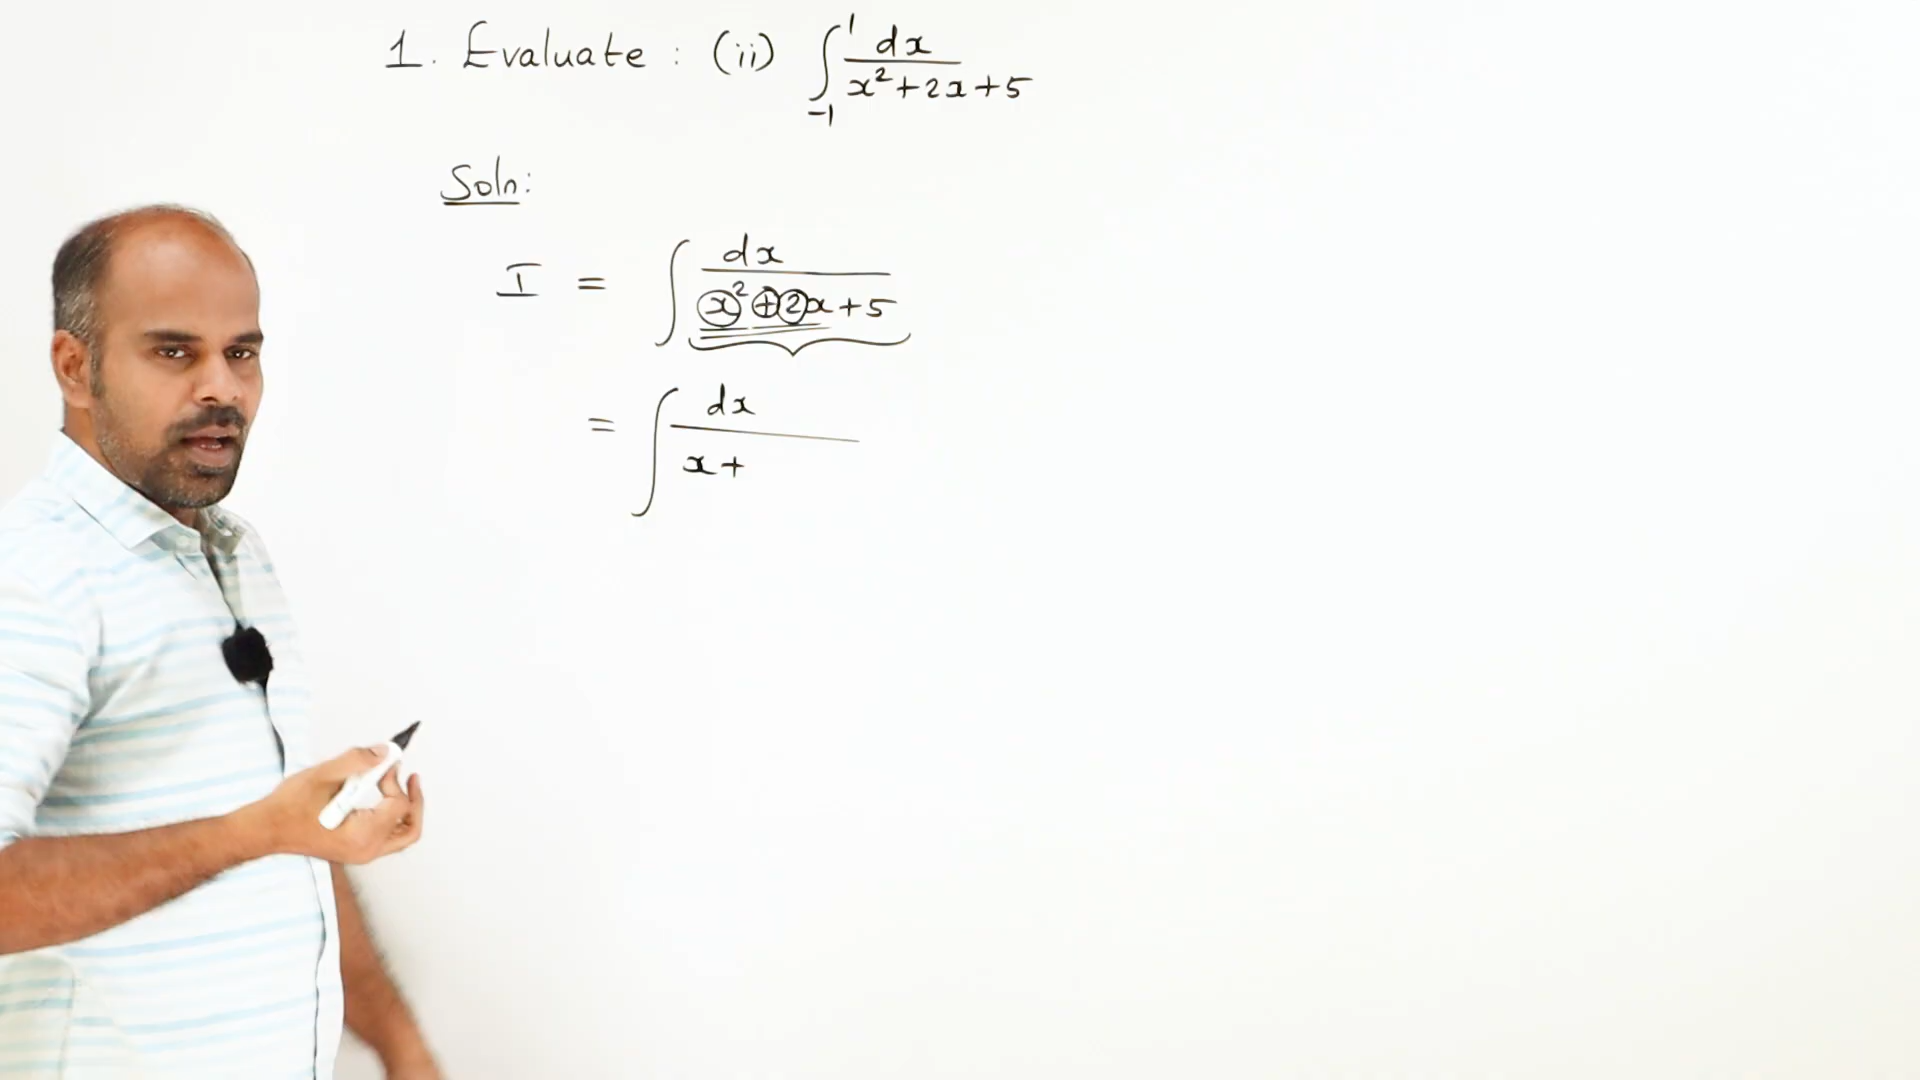 1. Evaluate : (ii) ∫₋₁¹ dx / (x² + 2x + 5)
Soln:
I = ∫ dx / (x² + 2x + 5)
= ∫ dx / (x +